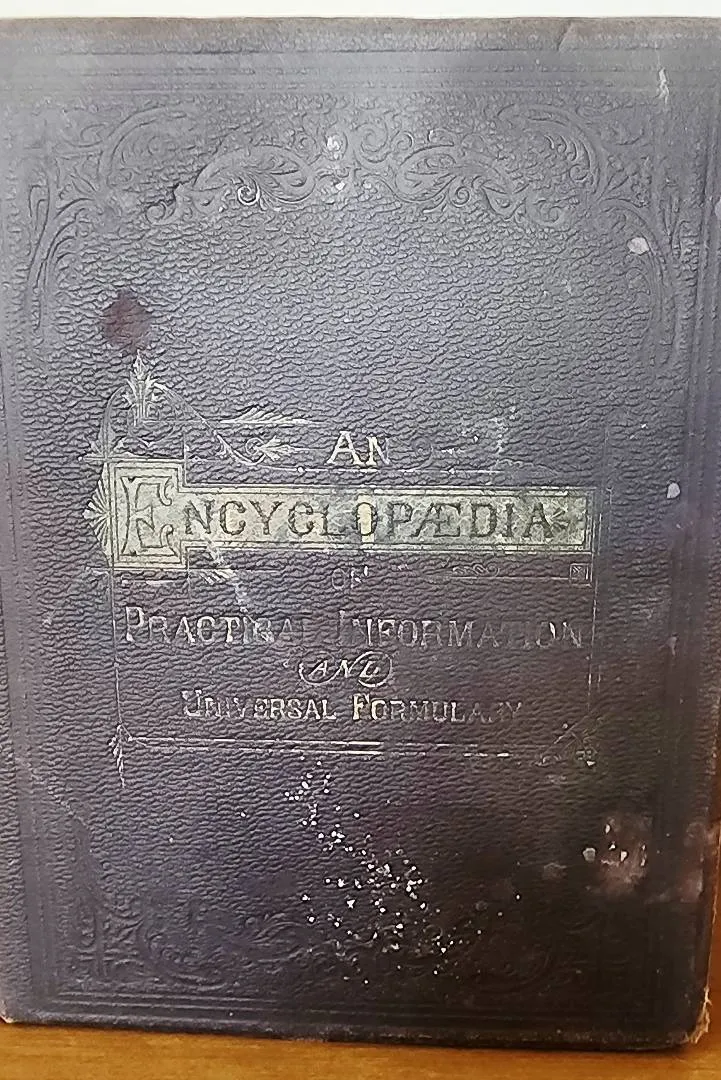 AN
ENCYCLOPÆDIA
OF
PRACTICAL INFORMATION
AND
UNIVERSAL FORMULARY